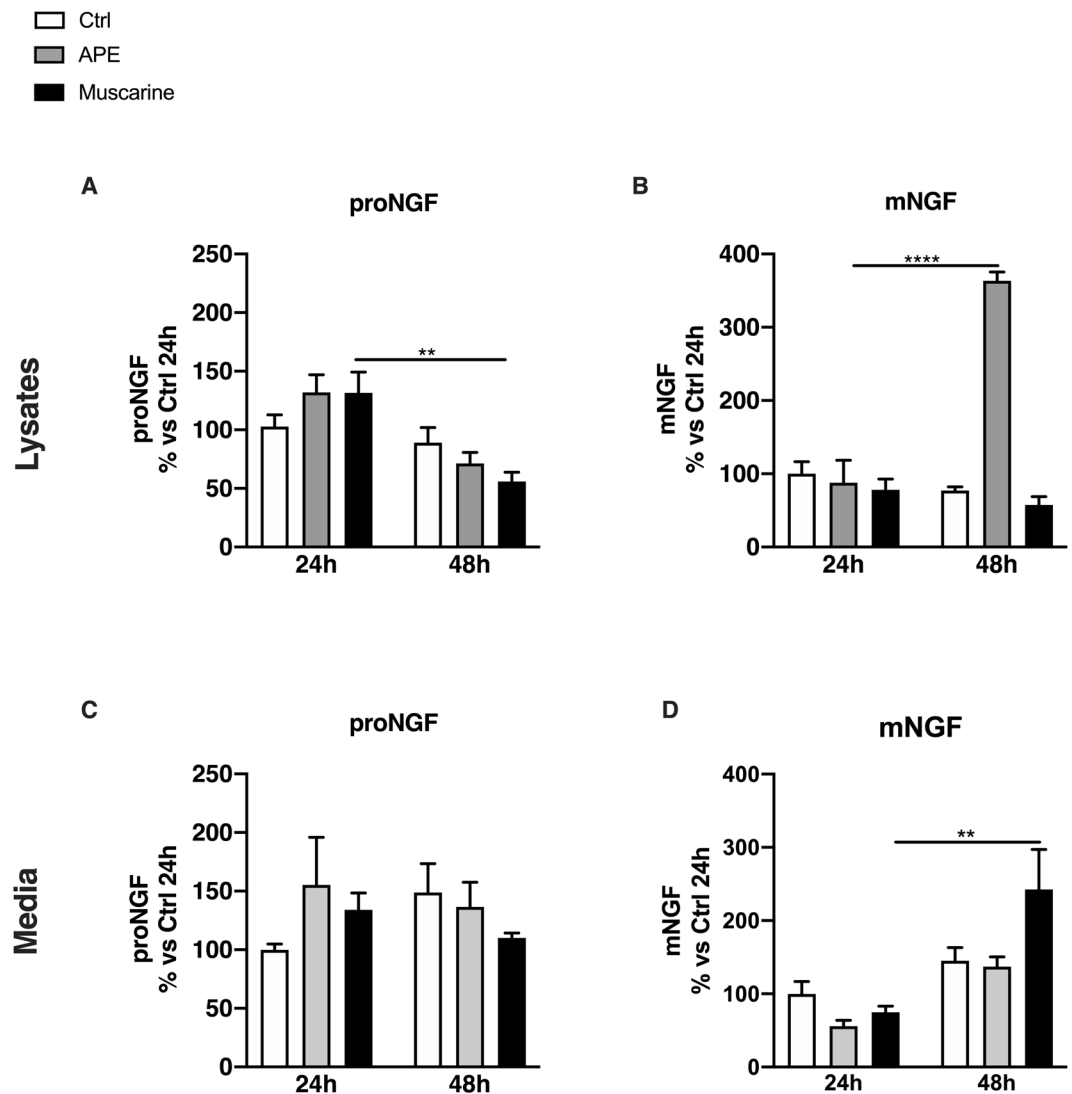 Ctrl
APE
Muscarine
A
proNGF
B
mNGF
Lysates
proNGF
% vs Ctrl 24h
250
200
150
100
50
0
**
24h
48h
mNGF
% vs Ctrl 24h
400
300
200
100
0
****
24h
48h
C
proNGF
D
mNGF
Media
proNGF
% vs Ctrl 24h
250
200
150
100
50
0
24h
48h
mNGF
% vs Ctrl 24h
400
300
200
100
0
**
24h
48h